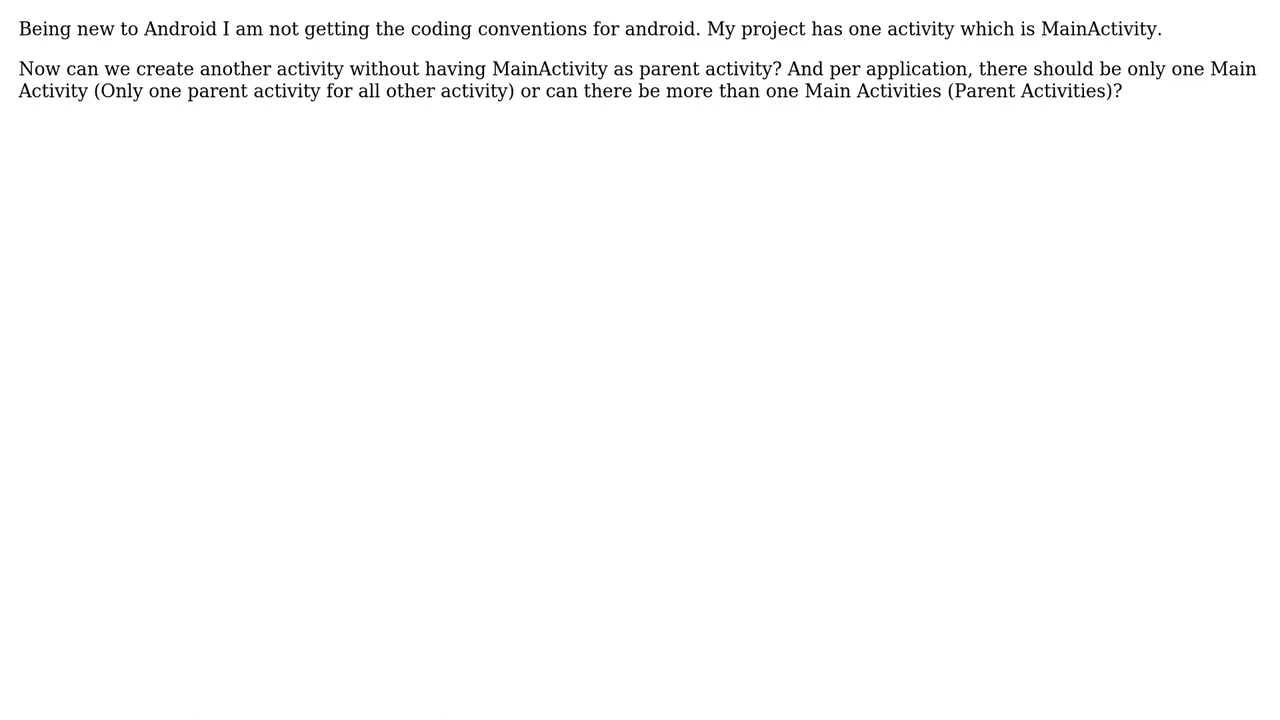 Being new to Android I am not getting the coding conventions for android. My project has one activity which is MainActivity.
Now can we create another activity without having MainActivity as parent activity? And per application, there should be only one Main
Activity (Only one parent activity for all other activity) or can there be more than one Main Activities (Parent Activities)?